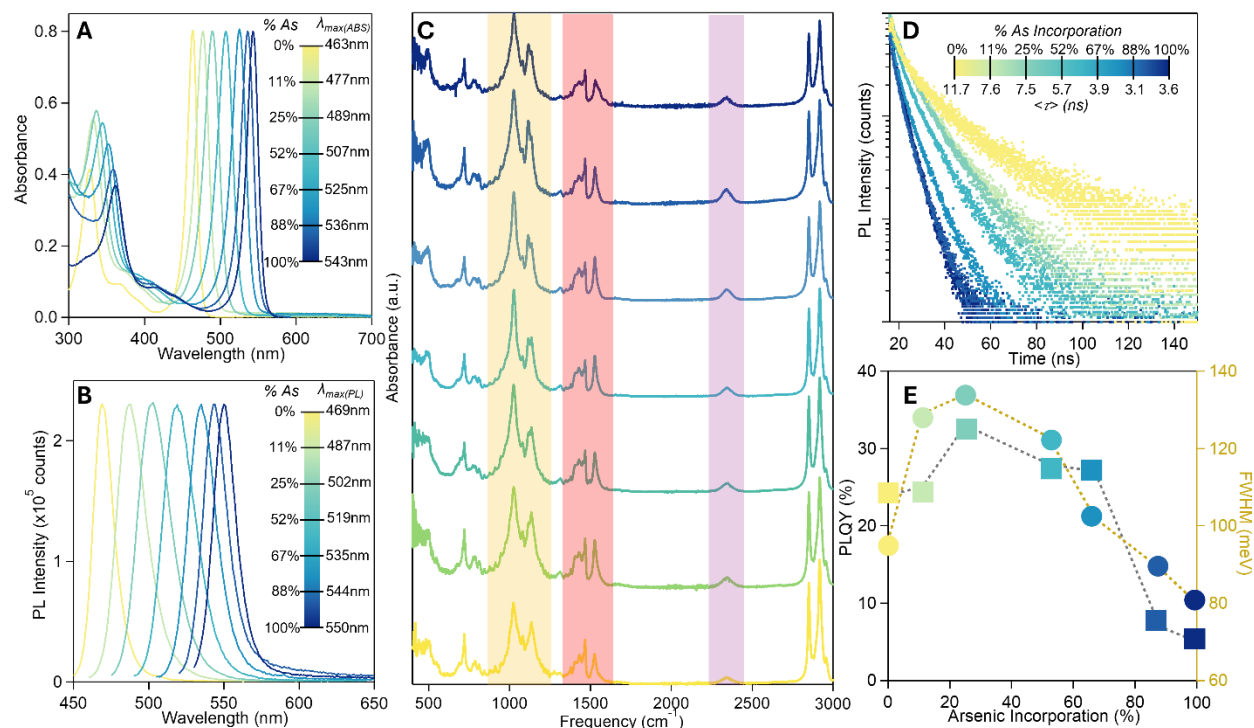 A
% As λmax(ABS)
0% 463nm
11% 477nm
25% 489nm
52% 507nm
67% 525nm
88% 536nm
100% 543nm
0.8
0.6
0.4
0.2
0.0
Absorbance
300 400 500 600 700
Wavelength (nm)
B
% As λmax(PL)
0% 469nm
11% 487nm
25% 502nm
52% 519nm
67% 535nm
88% 544nm
100% 550nm
2
1
0
PL Intensity (x10⁵ counts)
450 500 550 600 650
Wavelength (nm)
C
Absorbance (a.u.)
500 1000 1500 2000 2500 3000
Frequency (cm⁻¹)
D
% As Incorporation
0% 11% 25% 52% 67% 88% 100%
11.7 7.6 7.5 5.7 3.9 3.1 3.6
<τ> (ns)
PL Intensity (counts)
20 40 60 80 100 120 140
Time (ns)
E
40
30
20
10
0
PLQY (%)
140
120
100
80
60
FWHM (meV)
0 20 40 60 80 100
Arsenic Incorporation (%)